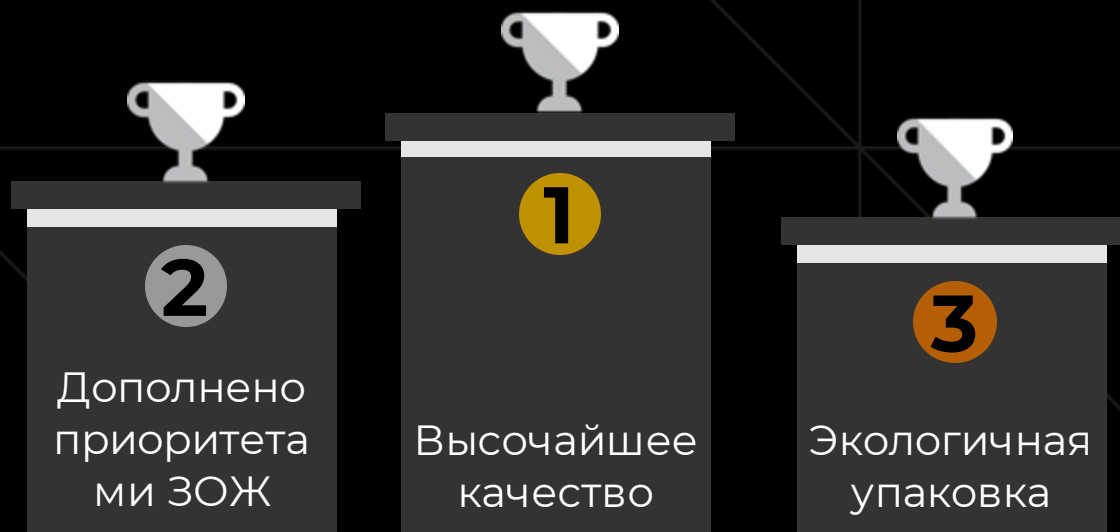 2
Дополнено
приоритета
ми ЗОЖ
1
Высочайшее
качество
3
Экологичная
упаковка